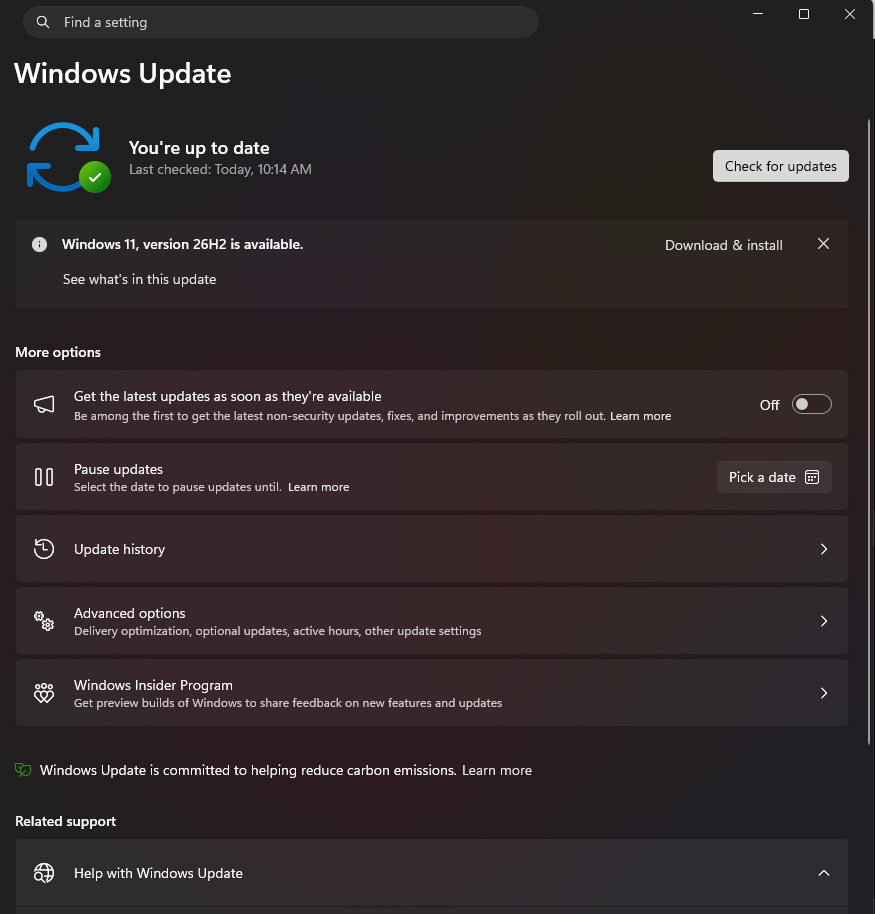 Find a setting
Windows Update
You're up to date
Last checked: Today, 10:14 AM
Check for updates
Windows 11, version 26H2 is available.
Download & install
See what's in this update
More options
Get the latest updates as soon as they're available
Be among the first to get the latest non-security updates, fixes, and improvements as they roll out. Learn more
Off
Pause updates
Select the date to pause updates until. Learn more
Pick a date
Update history
Advanced options
Delivery optimization, optional updates, active hours, other update settings
Windows Insider Program
Get preview builds of Windows to share feedback on new features and updates
Windows Update is committed to helping reduce carbon emissions. Learn more
Related support
Help with Windows Update